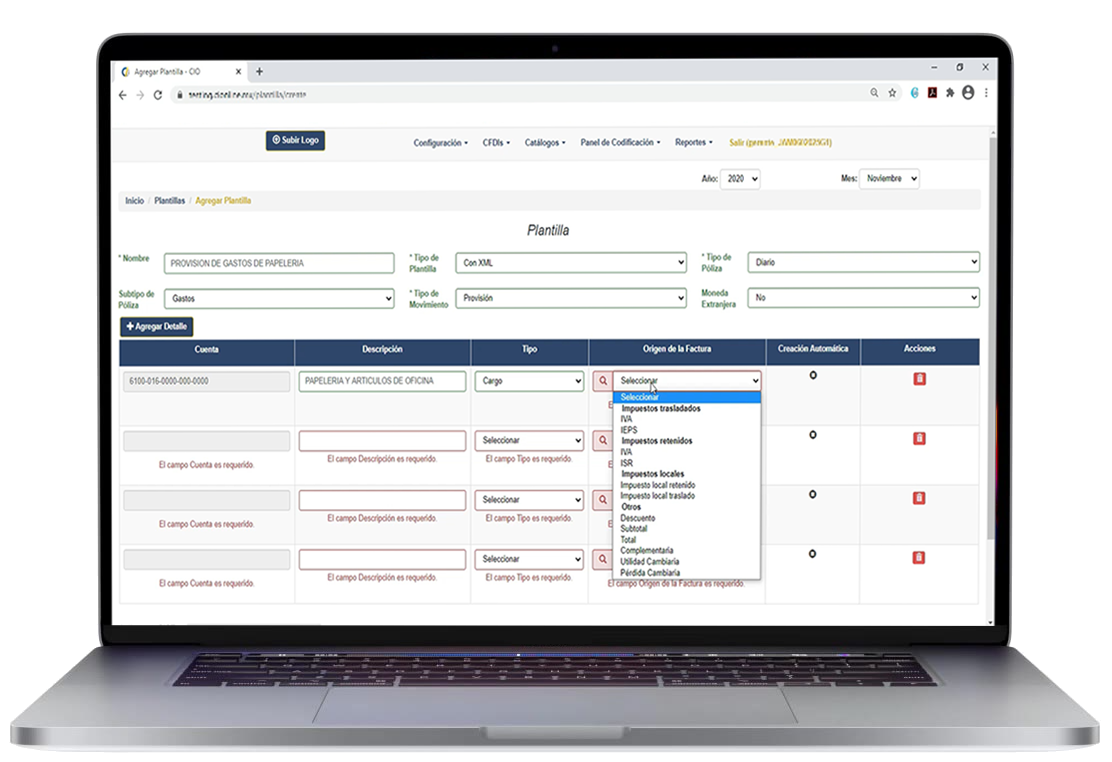 Agregar Plantilla - CIO
Subir Logo
Configuración CFDIs Catálogos Panel de Codificación Reportes Salir
Año: 2020 Mes: Noviembre
Inicio / Plantillas / Agregar Plantilla
Plantilla
* Nombre PROVISION DE GASTOS DE PAPELERIA * Tipo de Plantilla Con XML * Tipo de Póliza Diario
Subtipo de Póliza Gastos * Tipo de Movimiento Provisión Moneda Extranjera No
+ Agregar Detalle
Cuenta Descripción Tipo Origen de la Factura Creación Automática Acciones
6100-016-0000-000-0000 PAPELERIA Y ARTICULOS DE OFICINA Cargo Seleccionar
Seleccionar
Impuestos trasladados
IVA
IEPS
Impuestos retenidos
IVA
ISR
Impuestos locales
Impuesto local retenido
Impuesto local traslado
Otros
Descuento
Subtotal
Total
Complementaria
Utilidad Cambiaria
Pérdida Cambiaria
Seleccionar
El campo Cuenta es requerido. El campo Descripción es requerido. El campo Tipo es requerido.
Seleccionar
El campo Cuenta es requerido. El campo Descripción es requerido. El campo Tipo es requerido.
Seleccionar
El campo Cuenta es requerido. El campo Descripción es requerido. El campo Tipo es requerido. El campo Origen de la Factura es requerido.